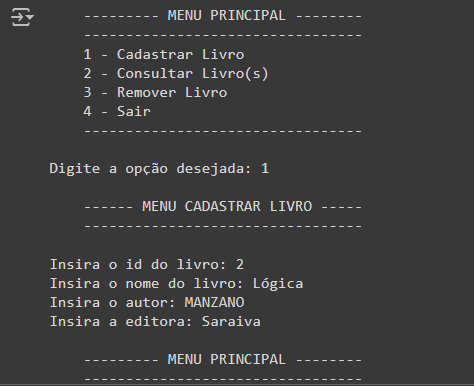 --------- MENU PRINCIPAL --------
---------------------------------
1 - Cadastrar Livro
2 - Consultar Livro(s)
3 - Remover Livro
4 - Sair
---------------------------------
Digite a opção desejada: 1
------ MENU CADASTRAR LIVRO -----
---------------------------------
Insira o id do livro: 2
Insira o nome do livro: Lógica
Insira o autor: MANZANO
Insira a editora: Saraiva
--------- MENU PRINCIPAL --------
---------------------------------